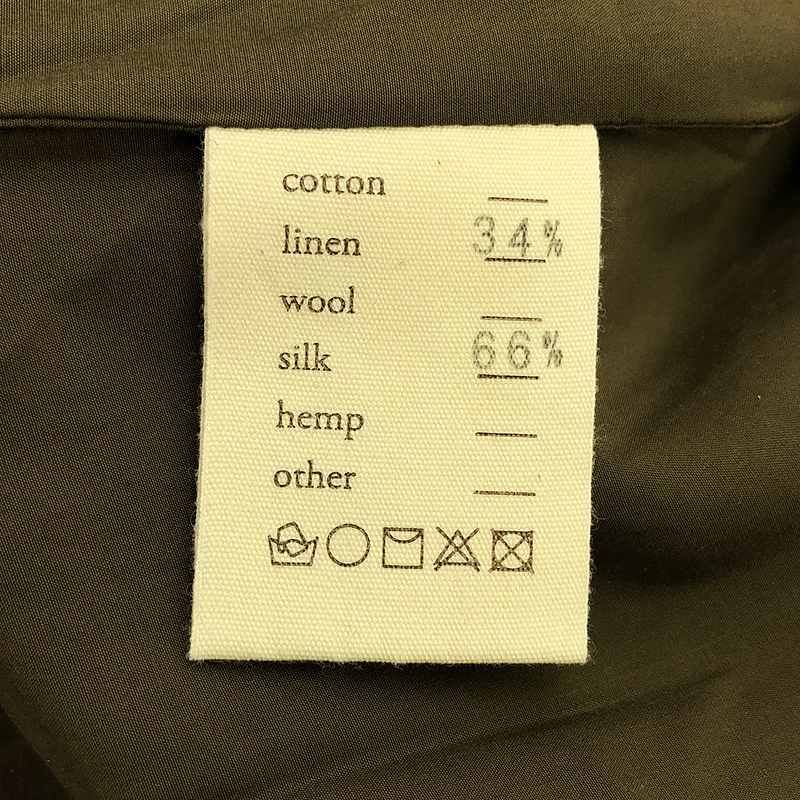 cotton
linen 34%
wool
silk 66%
hemp
other